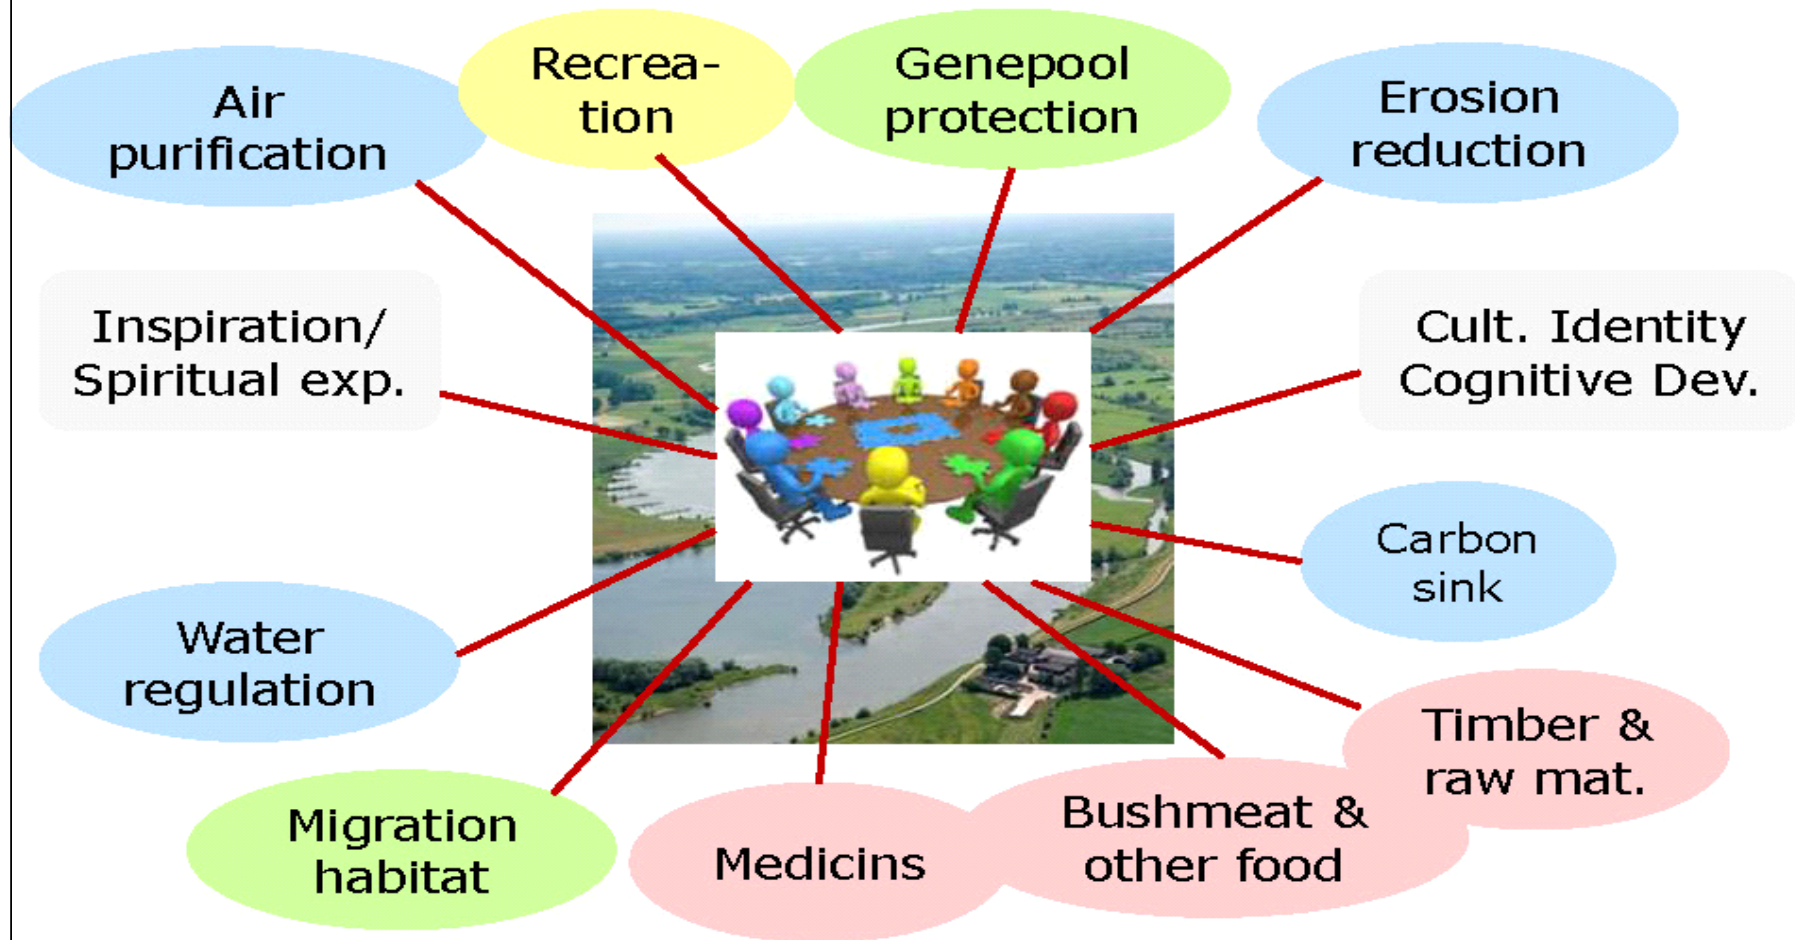 Air
purification
Recrea-
tion
Genepool
protection
Erosion
reduction
Inspiration/
Spiritual exp.
Cult. Identity
Cognitive Dev.
Water
regulation
Carbon
sink
Migration
habitat
Medicins
Bushmeat &
other food
Timber &
raw mat.